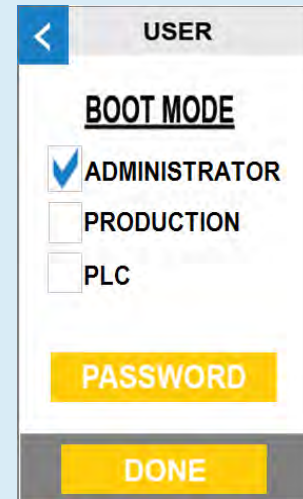 USER
BOOT MODE
ADMINISTRATOR
PRODUCTION
PLC
PASSWORD
DONE